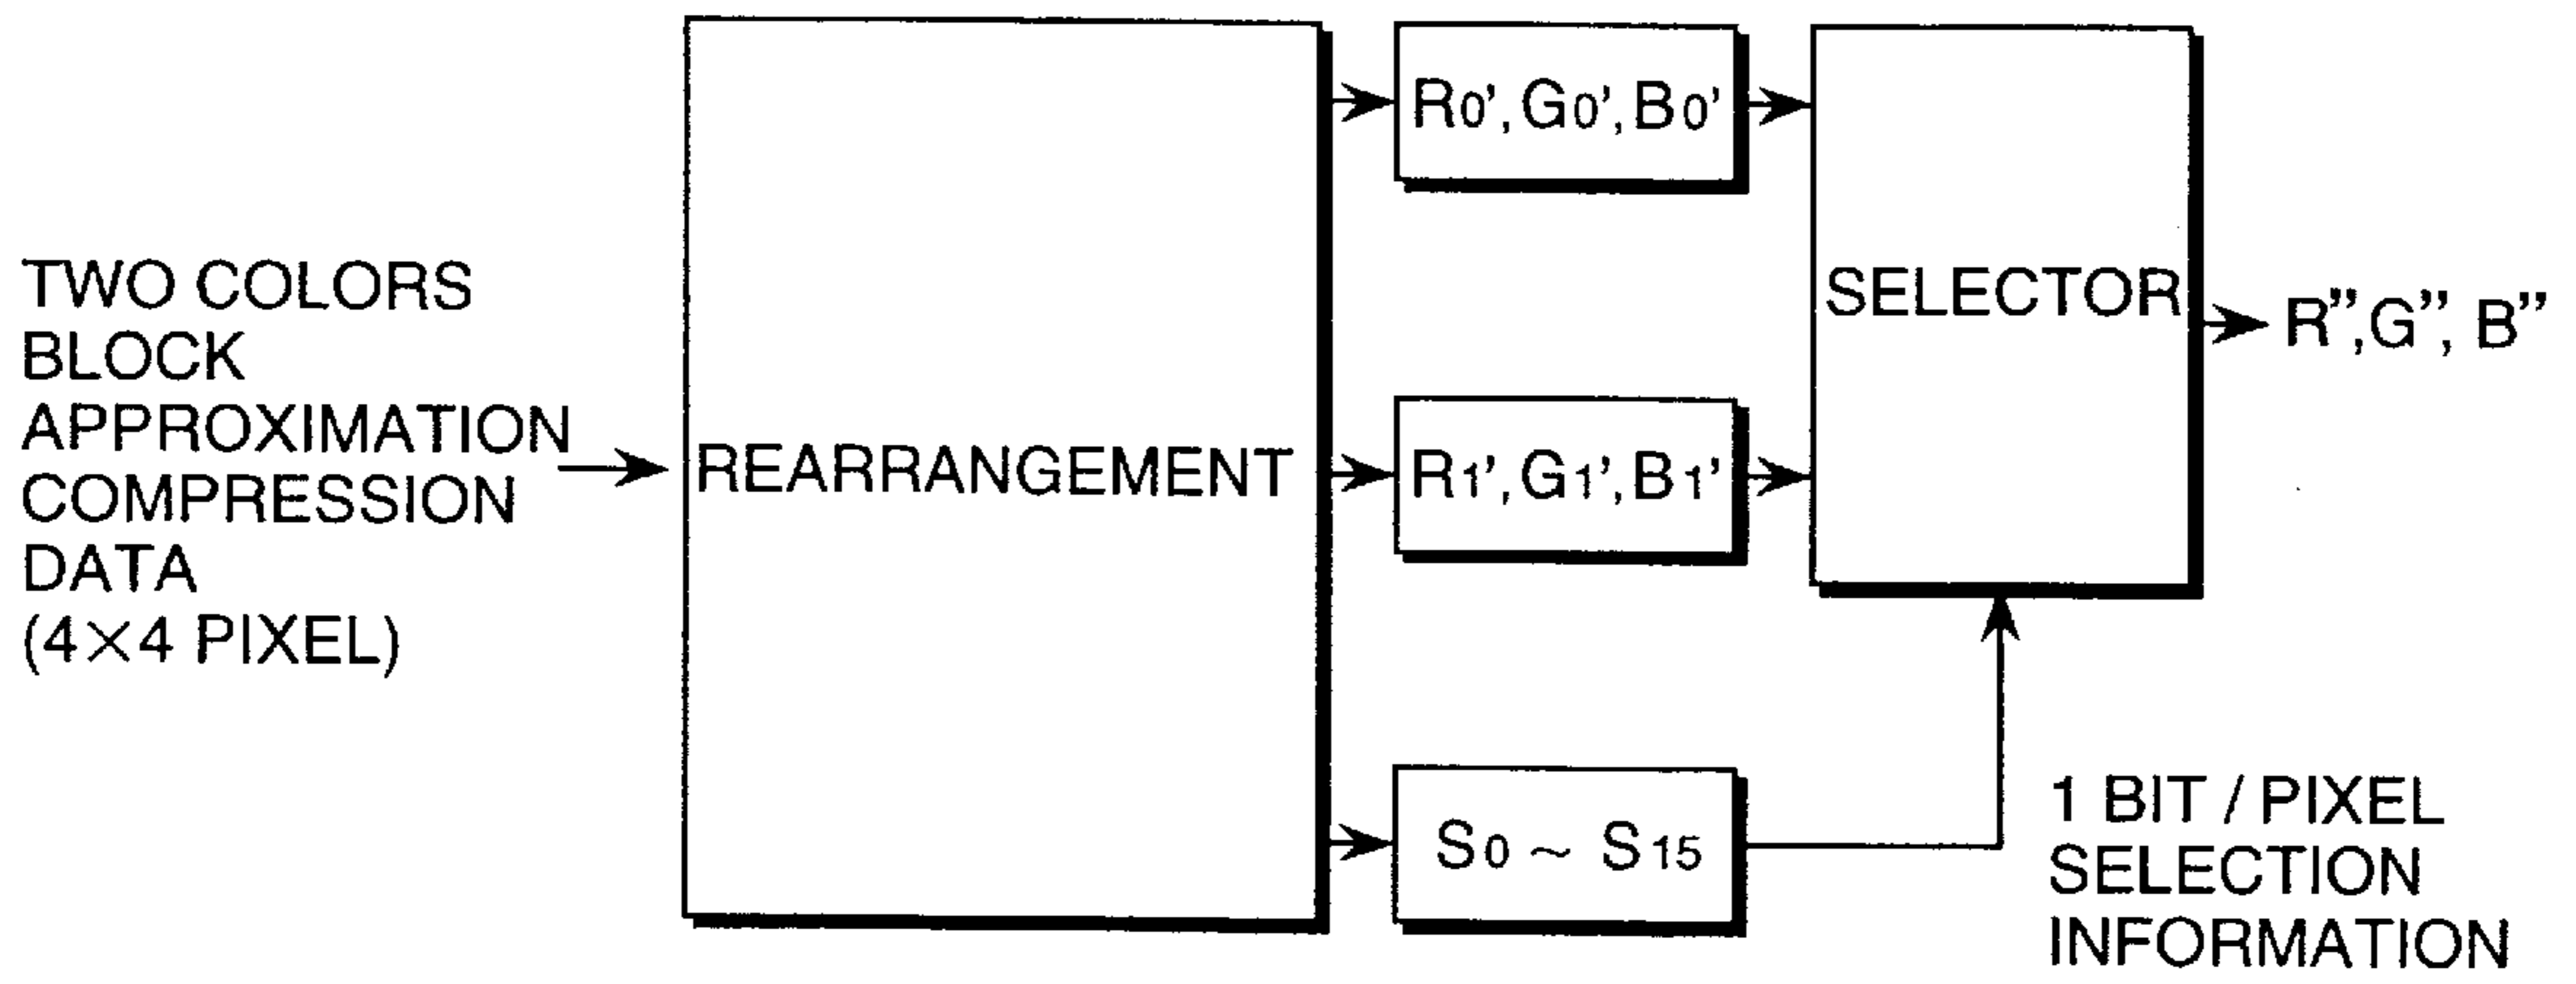 TWO COLORS
BLOCK
APPROXIMATION
COMPRESSION
DATA
(4×4 PIXEL)
REARRANGEMENT
R0',G0',B0'
R1',G1',B1'
S0 ~ S15
SELECTOR
R",G", B"
1 BIT / PIXEL
SELECTION
INFORMATION